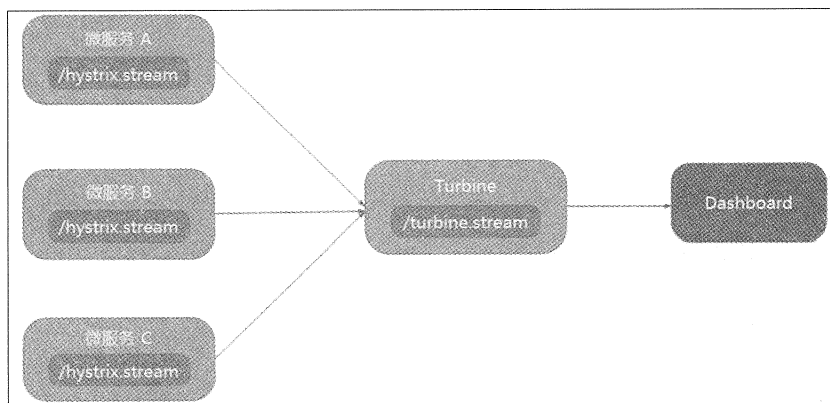 微服务 A
/hystrix.stream
微服务 B
/hystrix.stream
微服务 C
/hystrix.stream
Turbine
/turbine.stream
Dashboard